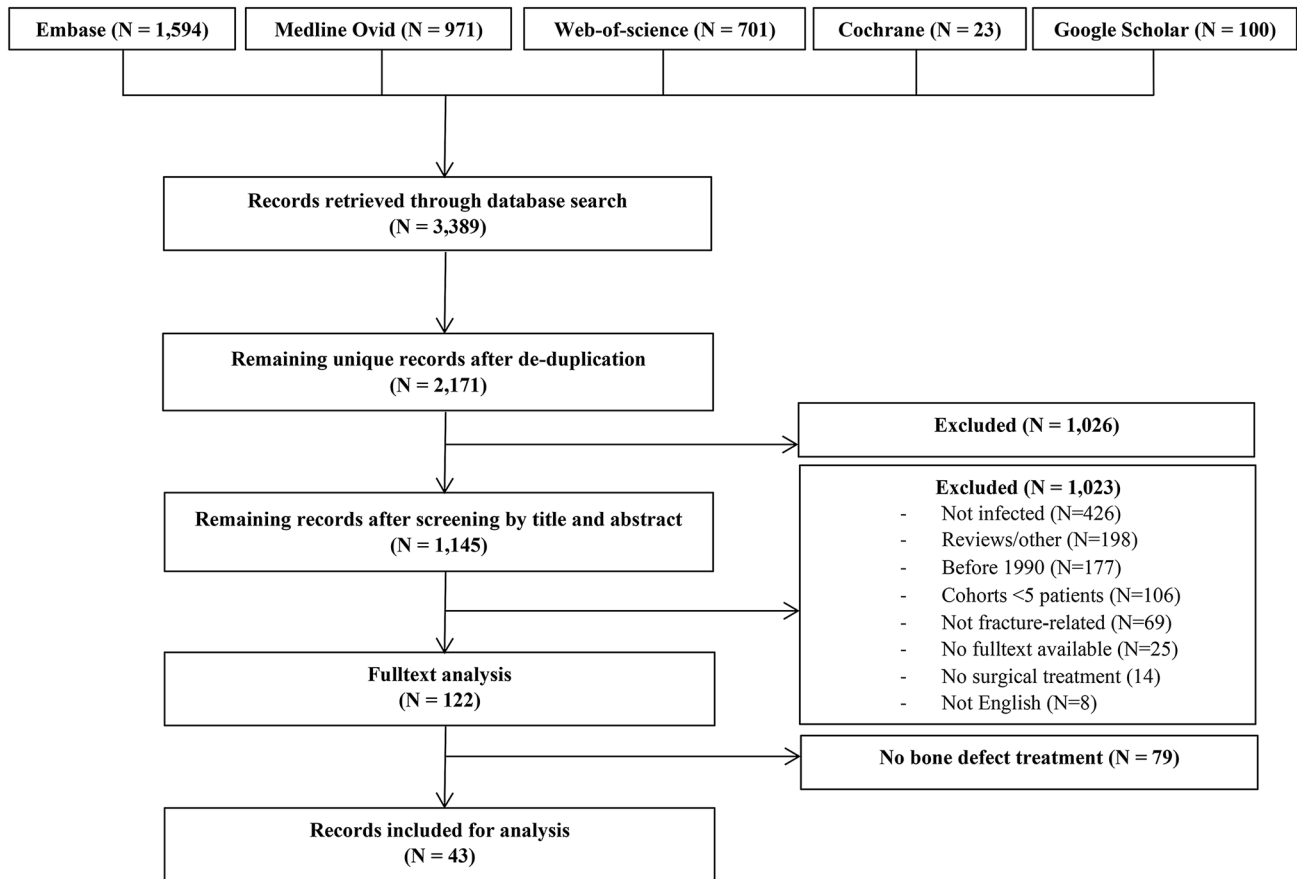 Embase (N = 1,594)
Medline Ovid (N = 971)
Web-of-science (N = 701)
Cochrane (N = 23)
Google Scholar (N = 100)
Records retrieved through database search
(N = 3,389)
Remaining unique records after de-duplication
(N = 2,171)
Excluded (N = 1,026)
Remaining records after screening by title and abstract
(N = 1,145)
Excluded (N = 1,023)
- Not infected (N=426)
- Reviews/other (N=198)
- Before 1990 (N=177)
- Cohorts <5 patients (N=106)
- Not fracture-related (N=69)
- No fulltext available (N=25)
- No surgical treatment (14)
- Not English (N=8)
Fulltext analysis
(N = 122)
No bone defect treatment (N = 79)
Records included for analysis
(N = 43)